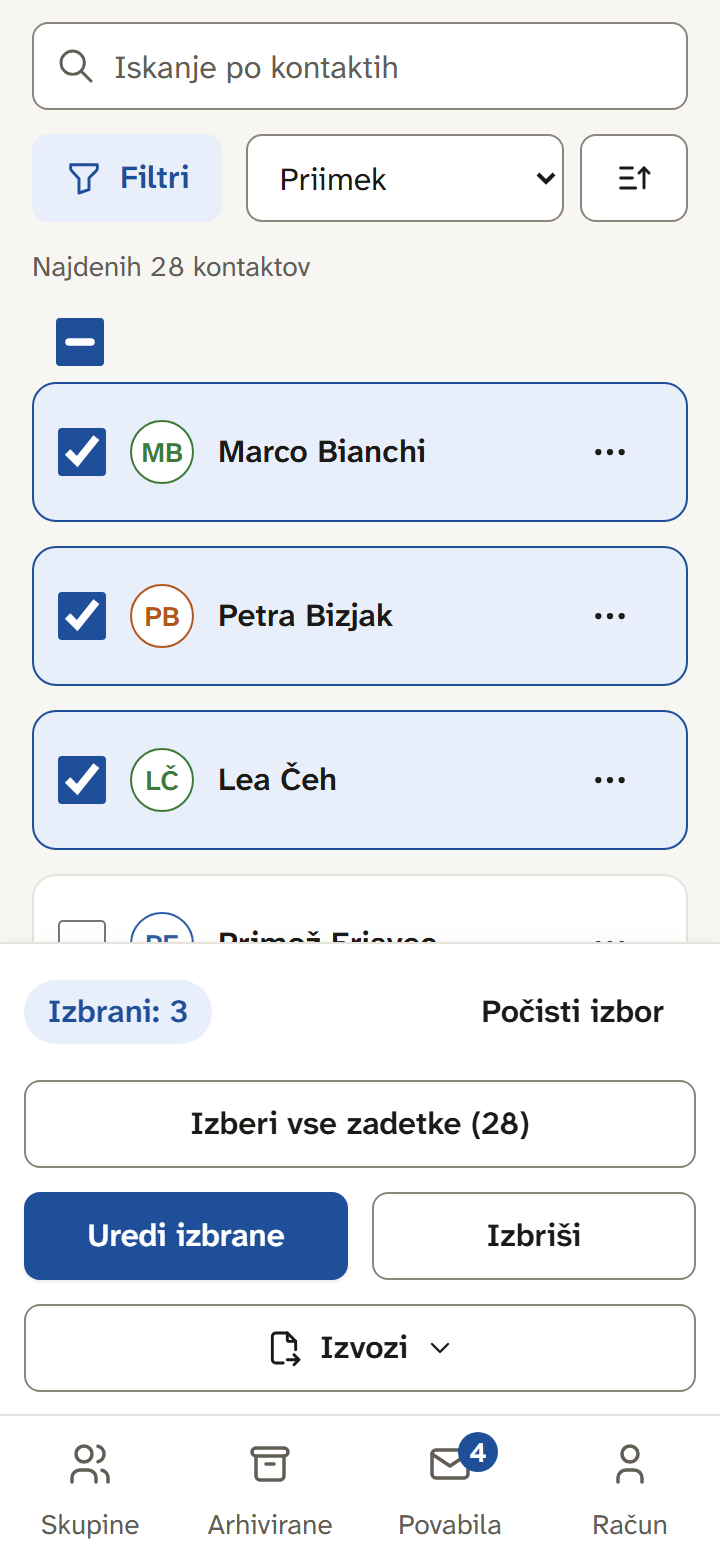 Iskanje po kontaktih
Filtri
Priimek
Najdenih 28 kontaktov
MB Marco Bianchi
PB Petra Bizjak
LČ Lea Čeh
Izbrani: 3
Počisti izbor
Izberi vse zadetke (28)
Uredi izbrane
Izbriši
Izvozi
4
Skupine
Arhivirane
Povabila
Račun